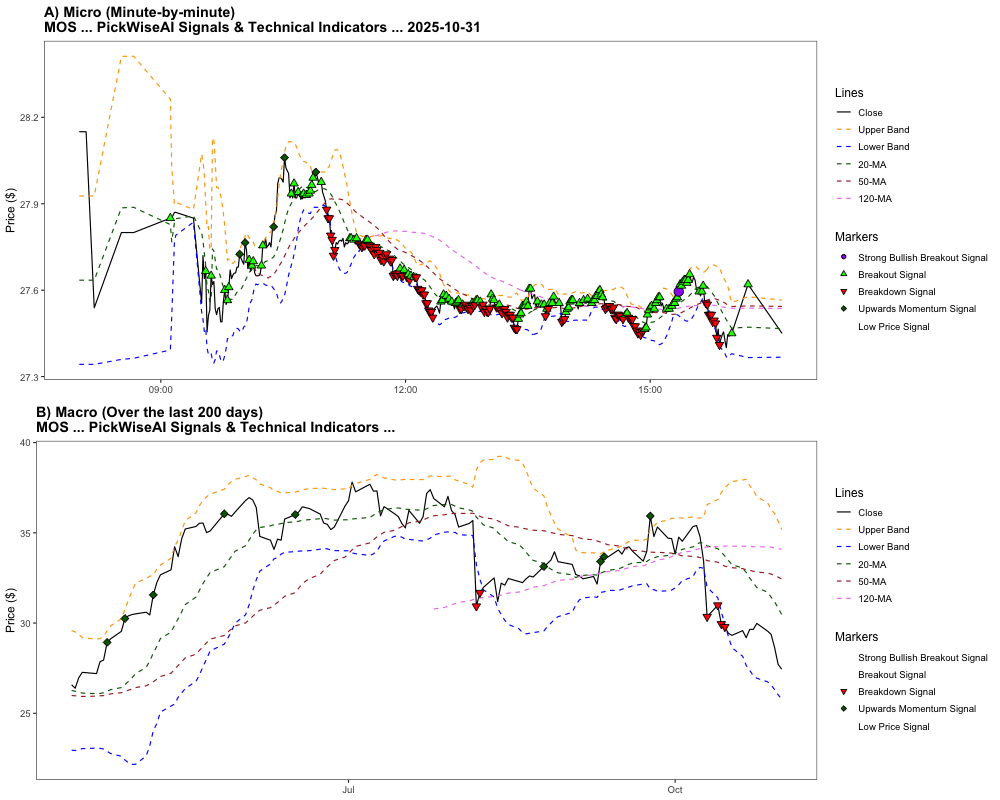 A) Micro (Minute-by-minute)
MOS ... PickWiseAI Signals & Technical Indicators ... 2025-10-31
Price ($)
28.2
27.9
27.6
27.3
09:00
12:00
15:00
Lines
Close
Upper Band
Lower Band
20-MA
50-MA
120-MA
Markers
Strong Bullish Breakout Signal
Breakout Signal
Breakdown Signal
Upwards Momentum Signal
Low Price Signal
B) Macro (Over the last 200 days)
MOS ... PickWiseAI Signals & Technical Indicators ...
Price ($)
40
35
30
25
Jul
Oct
Lines
Close
Upper Band
Lower Band
20-MA
50-MA
120-MA
Markers
Strong Bullish Breakout Signal
Breakout Signal
Breakdown Signal
Upwards Momentum Signal
Low Price Signal